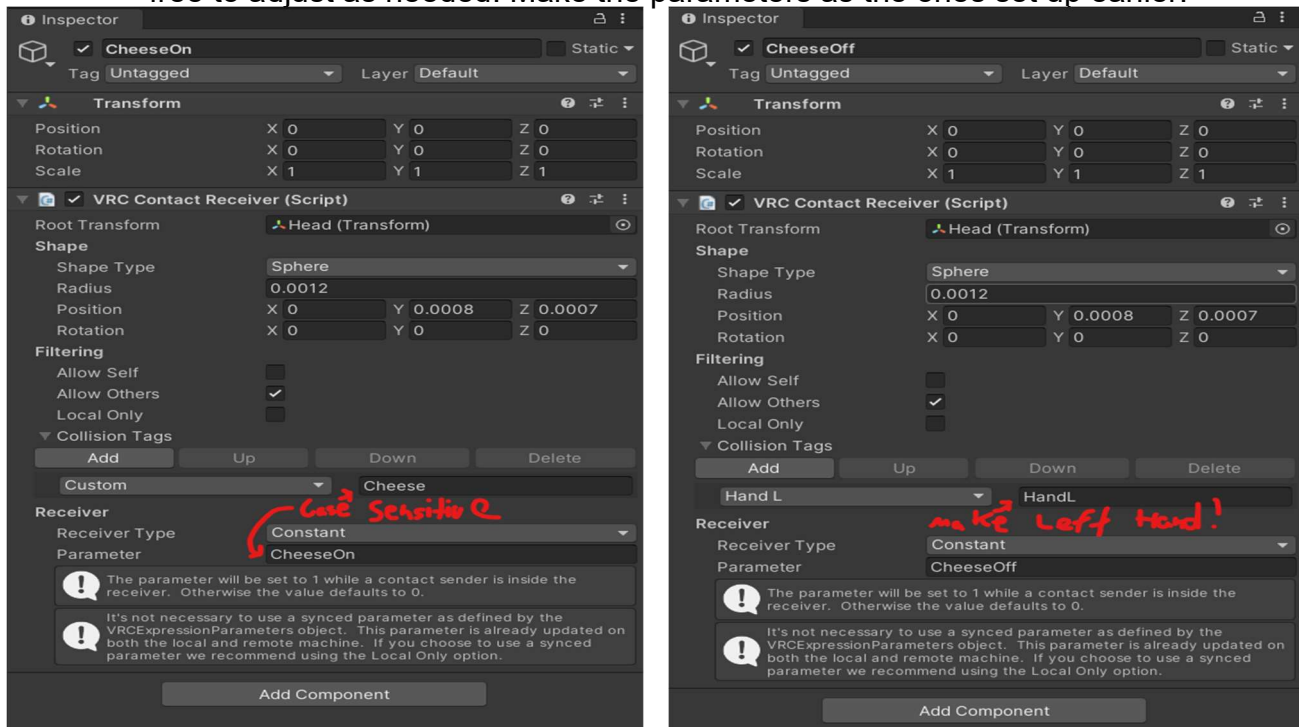 free to adjust as needed. Make the parameters as the ones set up earlier.
Inspector
CheeseOn
Static
Tag Untagged
Layer Default
Transform
Position X 0 Y 0 Z 0
Rotation X 0 Y 0 Z 0
Scale X 1 Y 1 Z 1
VRC Contact Receiver (Script)
Root Transform Head (Transform)
Shape
Shape Type Sphere
Radius 0.0012
Position X 0 Y 0.0008 Z 0.0007
Rotation X 0 Y 0 Z 0
Filtering
Allow Self
Allow Others
Local Only
Collision Tags
Add Up Down Delete
Custom Cheese
Case Sensitive
Receiver
Receiver Type Constant
Parameter CheeseOn
The parameter will be set to 1 while a contact sender is inside the
receiver. Otherwise the value defaults to 0.
It's not necessary to use a synced parameter as defined by the
VRCExpressionParameters object. This parameter is already updated on
both the local and remote machine. If you choose to use a synced
parameter we recommend using the Local Only option.
Add Component
Inspector
CheeseOff
Static
Tag Untagged
Layer Default
Transform
Position X 0 Y 0 Z 0
Rotation X 0 Y 0 Z 0
Scale X 1 Y 1 Z 1
VRC Contact Receiver (Script)
Root Transform Head (Transform)
Shape
Shape Type Sphere
Radius 0.0012
Position X 0 Y 0.0008 Z 0.0007
Rotation X 0 Y 0 Z 0
Filtering
Allow Self
Allow Others
Local Only
Collision Tags
Add Up Down Delete
Hand L HandL
make Left Hand!
Receiver
Receiver Type Constant
Parameter CheeseOff
The parameter will be set to 1 while a contact sender is inside the
receiver. Otherwise the value defaults to 0.
It's not necessary to use a synced parameter as defined by the
VRCExpressionParameters object. This parameter is already updated on
both the local and remote machine. If you choose to use a synced
parameter we recommend using the Local Only option.
Add Component